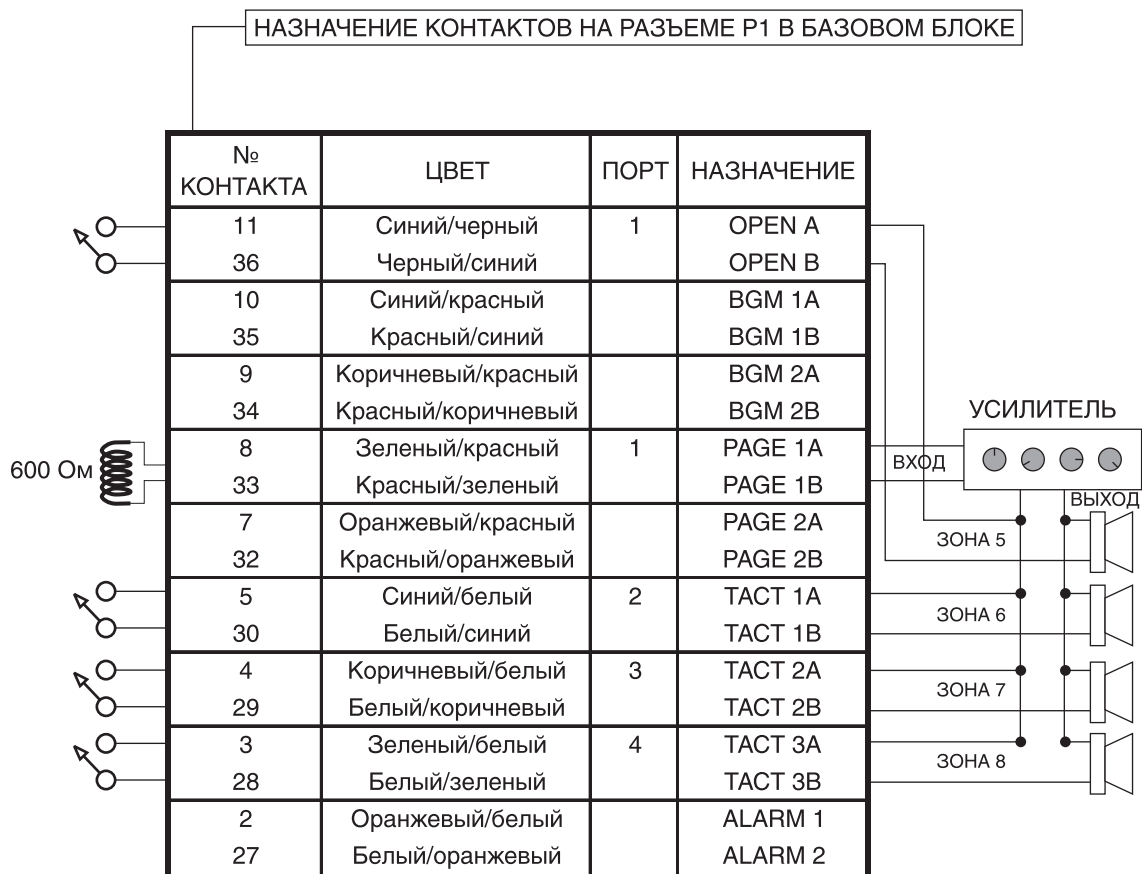 НАЗНАЧЕНИЕ КОНТАКТОВ НА РАЗЪЕМЕ P1 В БАЗОВОМ БЛОКЕ
№ КОНТАКТА ЦВЕТ ПОРТ НАЗНАЧЕНИЕ
11 Синий/черный 1 OPEN A
36 Черный/синий OPEN B
10 Синий/красный BGM 1A
35 Красный/синий BGM 1B
9 Коричневый/красный BGM 2A
34 Красный/коричневый BGM 2B
УСИЛИТЕЛЬ
8 Зеленый/красный 1 PAGE 1A
600 Ом
ВХОД
33 Красный/зеленый PAGE 1B
ВЫХОД
7 Оранжевый/красный PAGE 2A
ЗОНА 5
32 Красный/оранжевый PAGE 2B
5 Синий/белый 2 TACT 1A
ЗОНА 6
30 Белый/синий TACT 1B
4 Коричневый/белый 3 TACT 2A
ЗОНА 7
29 Белый/коричневый TACT 2B
3 Зеленый/белый 4 TACT 3A
ЗОНА 8
28 Белый/зеленый TACT 3B
2 Оранжевый/белый ALARM 1
27 Белый/оранжевый ALARM 2